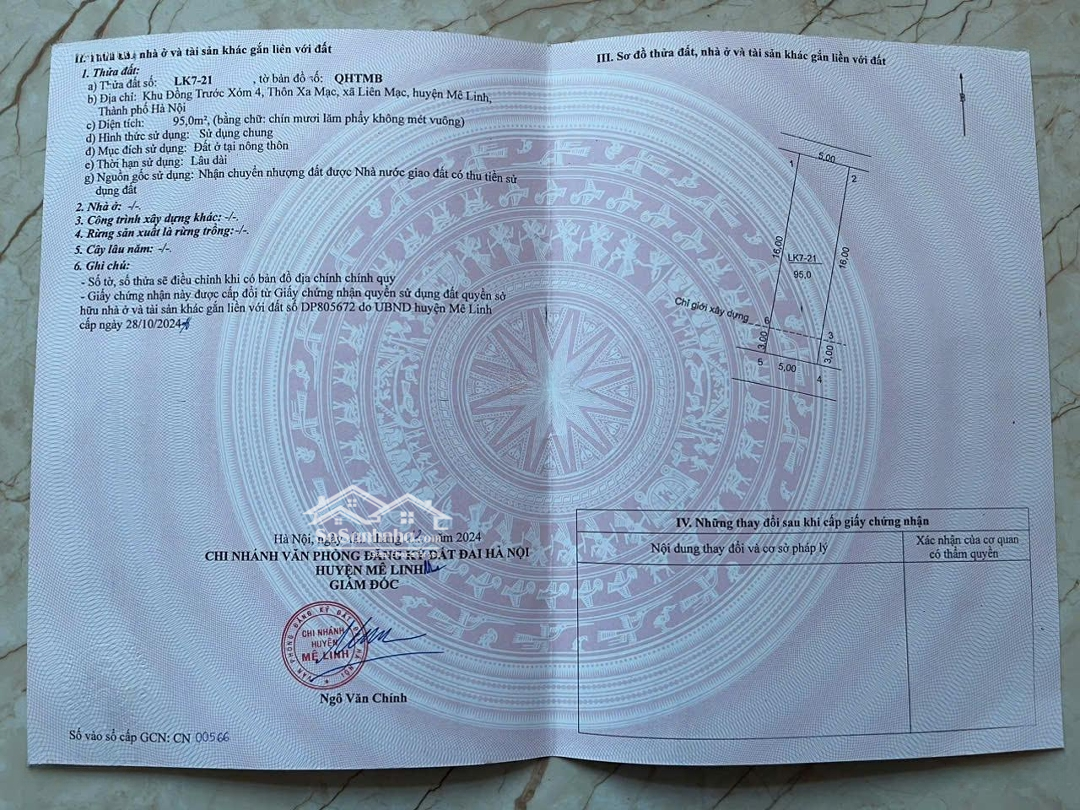 II. Thửa đất, nhà ở và tài sản khác gắn liền với đất
1. Thửa đất:
a) Thửa đất số: LK7-21 , tờ bản đồ số: QHTMB
b) Địa chỉ: Khu Đồng Trước Xóm 4, Thôn Xa Mạc, xã Liên Mạc, huyện Mê Linh,
Thành phố Hà Nội
c) Diện tích: 95,0m², (bằng chữ: chín mươi lăm phẩy không mét vuông)
d) Hình thức sử dụng: Sử dụng chung
đ) Mục đích sử dụng: Đất ở tại nông thôn
e) Thời hạn sử dụng: Lâu dài
g) Nguồn gốc sử dụng: Nhận chuyển nhượng đất được Nhà nước giao đất có thu tiền sử
dụng đất
2. Nhà ở: -/-.
3. Công trình xây dựng khác: -/-.
4. Rừng sản xuất là rừng trồng: -/-.
5. Cây lâu năm: -/-.
6. Ghi chú:
- Số tờ, số thửa sẽ điều chỉnh khi có bản đồ địa chính chính quy
- Giấy chứng nhận này được cấp đổi từ Giấy chứng nhận quyền sử dụng đất quyền sở
hữu nhà ở và tài sản khác gắn liền với đất số DP805672 do UBND huyện Mê Linh
cấp ngày 28/10/2024
Hà Nội, ngày năm 2024
CHI NHÁNH VĂN PHÒNG ĐĂNG KÝ ĐẤT ĐAI HÀ NỘI
HUYỆN MÊ LINH
GIÁM ĐỐC
CHI NHÁNH
HUYỆN
MÊ LINH
Ngô Văn Chính
Số vào sổ cấp GCN: CN 00566
III. Sơ đồ thửa đất, nhà ở và tài sản khác gắn liền với đất
B
5,00
1
2
16,00
16,00
LK7-21
95,0
Chỉ giới xây dựng
6
3
3,00
3,00
5
5,00
4
IV. Những thay đổi sau khi cấp giấy chứng nhận
Nội dung thay đổi và cơ sở pháp lý
Xác nhận của cơ quan
có thẩm quyền